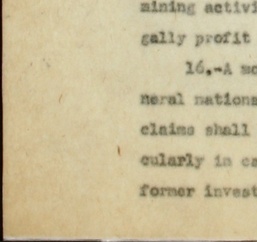 mining activi
gally profit
16.-A mo
neral nations
claims shall
cularly in ca
former invest